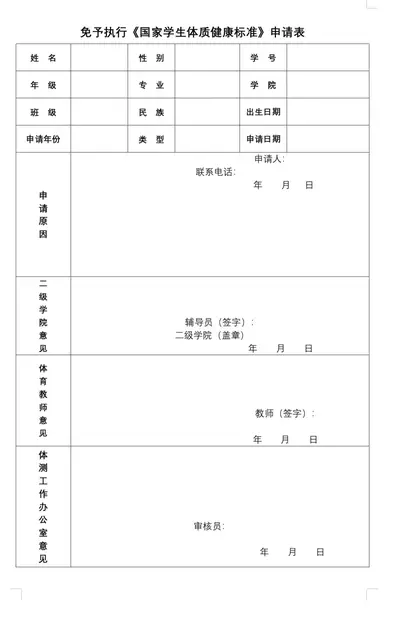 免予执行《国家学生体质健康标准》申请表
姓 名 性 别 学 号
年 级 专 业 学 院
班 级 民 族 出生日期
申请年份 类 型 申请日期
申请原因
申请人：
联系电话：
年 月 日
二级学院意见
辅导员（签字）：
二级学院（盖章）
年 月 日
体育教师意见
教师（签字）：
年 月 日
体测工作办公室意见
审核员：
年 月 日